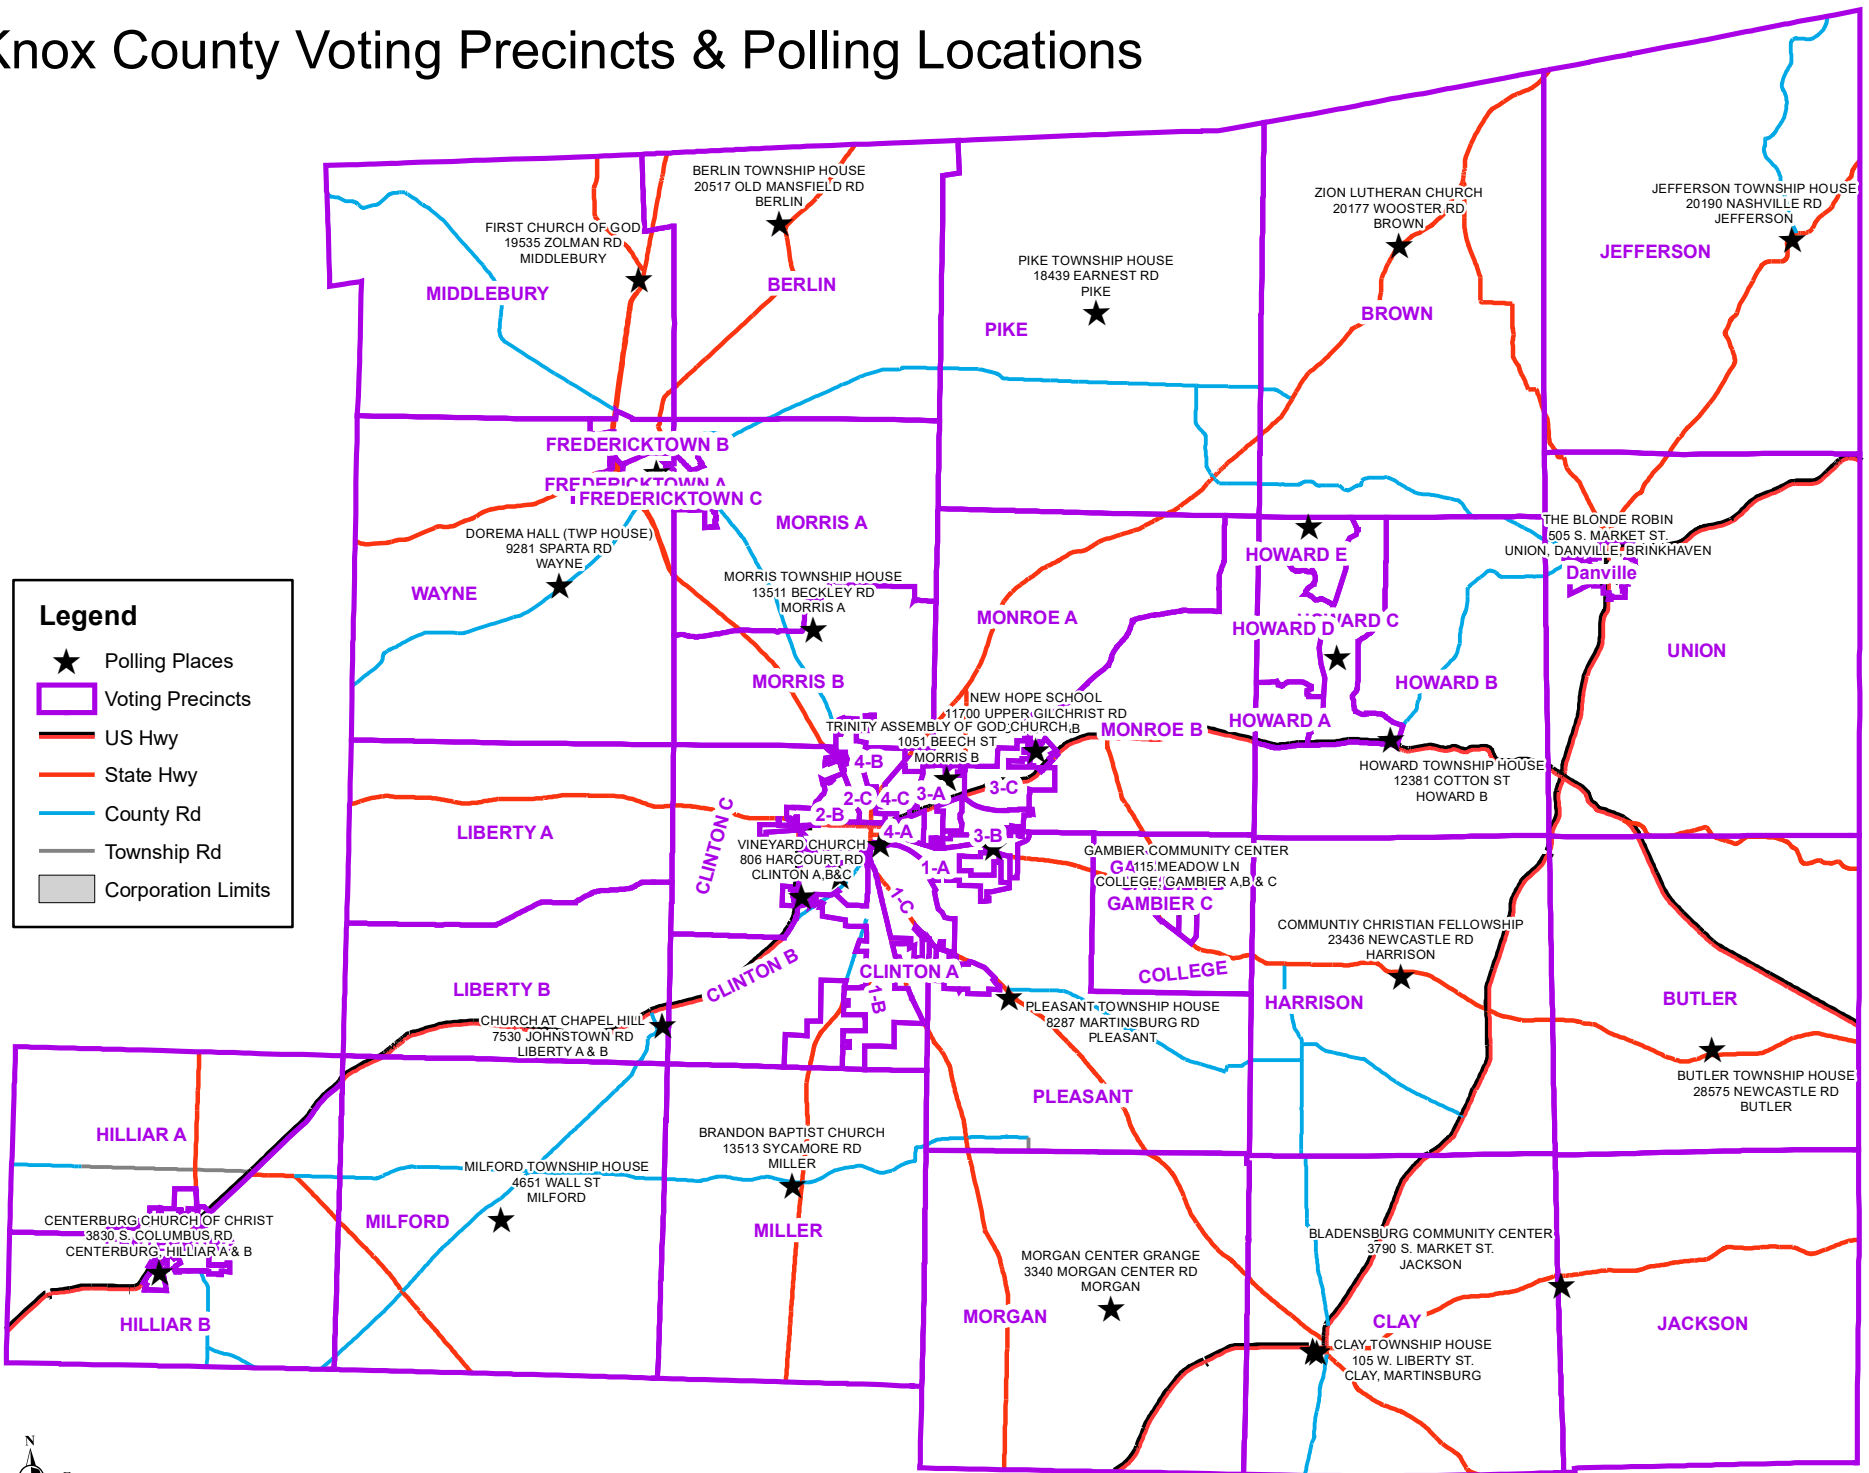 Knox County Voting Precincts & Polling Locations
BERLIN TOWNSHIP HOUSE
20517 OLD MANSFIELD RD
BERLIN
FIRST CHURCH OF GOD
19535 ZOLMAN RD
MIDDLEBURY
MIDDLEBURY
BERLIN
PIKE TOWNSHIP HOUSE
18439 EARNEST RD
PIKE
PIKE
ZION LUTHERAN CHURCH
20177 WOOSTER RD
BROWN
BROWN
JEFFERSON TOWNSHIP HOUSE
20190 NASHVILLE RD
JEFFERSON
JEFFERSON
FREDERICKTOWN B
FREDERICKTOWN A
FREDERICKTOWN C
MORRIS A
DOREMA HALL (TWP HOUSE)
9281 SPARTA RD
WAYNE
WAYNE
MORRIS TOWNSHIP HOUSE
13511 BECKLEY RD
MORRIS A
MORRIS B
MONROE A
HOWARD E
HOWARD D
HOWARD C
HOWARD B
HOWARD A
THE BLONDE ROBIN
505 S. MARKET ST.
UNION, DANVILLE, BRINKHAVEN
Danville
UNION
Legend
Polling Places
Voting Precincts
US Hwy
State Hwy
County Rd
Township Rd
Corporation Limits
NEW HOPE SCHOOL
11700 UPPER GILCHRIST RD
MONROE B
TRINITY ASSEMBLY OF GOD CHURCH
1051 BEECH ST
MORRIS B
HOWARD TOWNSHIP HOUSE
12381 COTTON ST
HOWARD B
4-B
2-C
4-C
3-A
3-C
2-B
4-A
3-B
1-A
1-C
1-B
LIBERTY A
CLINTON C
VINEYARD CHURCH
806 HARCOURT RD
CLINTON A,B&C
GAMBIER COMMUNITY CENTER
115 MEADOW LN
COLLEGE, GAMBIER A,B & C
GAMBIER C
COLLEGE
COMMUNTIY CHRISTIAN FELLOWSHIP
23436 NEWCASTLE RD
HARRISON
HARRISON
CLINTON A
CLINTON B
LIBERTY B
CHURCH AT CHAPEL HILL
7530 JOHNSTOWN RD
LIBERTY A & B
PLEASANT TOWNSHIP HOUSE
8287 MARTINSBURG RD
PLEASANT
PLEASANT
BUTLER
BUTLER TOWNSHIP HOUSE
28575 NEWCASTLE RD
BUTLER
HILLIAR A
BRANDON BAPTIST CHURCH
13513 SYCAMORE RD
MILLER
MILLER
MILFORD TOWNSHIP HOUSE
4651 WALL ST
MILFORD
MILFORD
CENTERBURG CHURCH OF CHRIST
3830 S. COLUMBUS RD
CENTERBURG, HILLIAR A & B
HILLIAR B
MORGAN CENTER GRANGE
3340 MORGAN CENTER RD
MORGAN
MORGAN
BLADENSBURG COMMUNITY CENTER
3790 S. MARKET ST.
JACKSON
CLAY
JACKSON
CLAY TOWNSHIP HOUSE
105 W. LIBERTY ST.
CLAY, MARTINSBURG
N